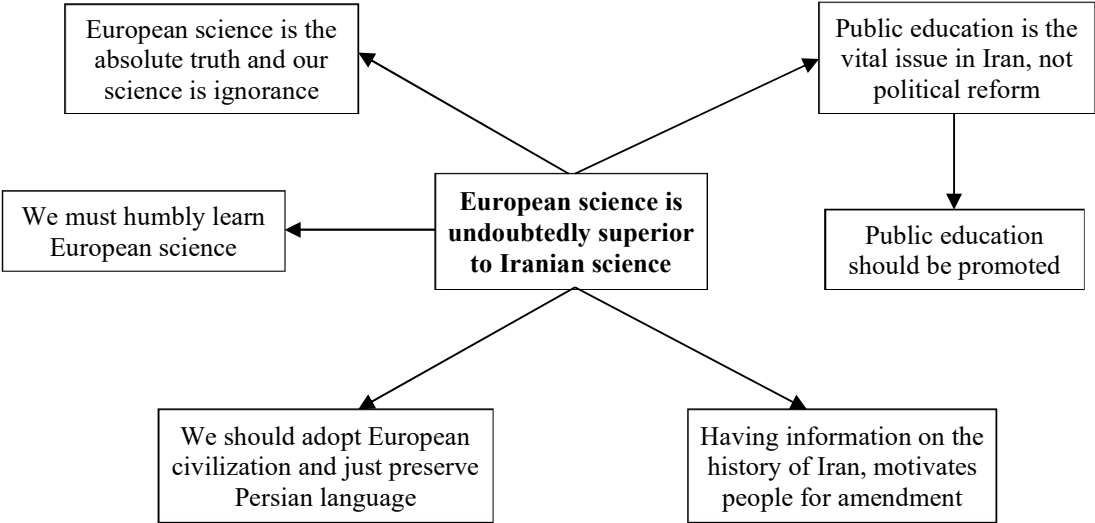 European science is the
absolute truth and our
science is ignorance
Public education is the
vital issue in Iran, not
political reform
We must humbly learn
European science
European science is
undoubtedly superior
to Iranian science
Public education
should be promoted
We should adopt European
civilization and just preserve
Persian language
Having information on the
history of Iran, motivates
people for amendment